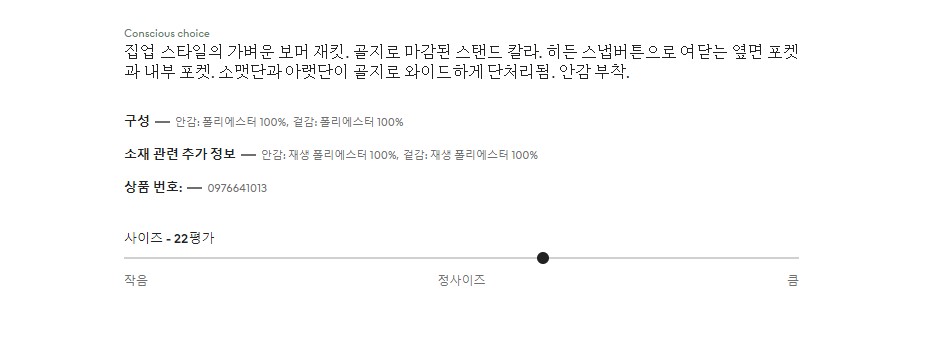 Conscious choice
집업 스타일의 가벼운 보머 재킷. 골지로 마감된 스탠드 칼라. 히든 스냅버튼으로 여닫는 옆면 포켓
과 내부 포켓. 소맷단과 아랫단이 골지로 와이드하게 단처리됨. 안감 부착.
구성 — 안감: 폴리에스터 100%, 겉감: 폴리에스터 100%
소재 관련 추가 정보 — 안감: 재생 폴리에스터 100%, 겉감: 재생 폴리에스터 100%
상품 번호: — 0976641013
사이즈 - 22평가
작음 정사이즈 큼